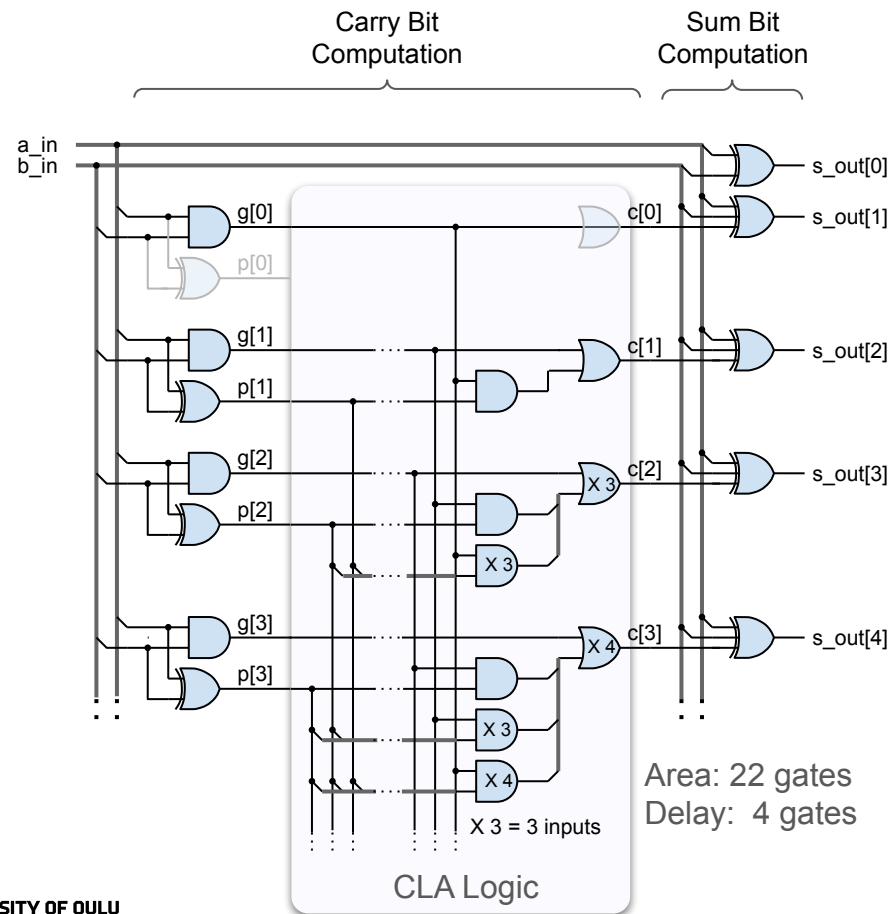 Carry Bit
Computation
Sum Bit
Computation
a_in
b_in
s_out[0]
g[0]
c[0]
s_out[1]
p[0]
g[1]
c[1]
s_out[2]
p[1]
g[2]
c[2]
s_out[3]
X 3
p[2]
X 3
g[3]
c[3]
s_out[4]
X 4
p[3]
X 3
X 4
Area: 22 gates
Delay: 4 gates
X 3 = 3 inputs
CLA Logic
SITY OF OULU